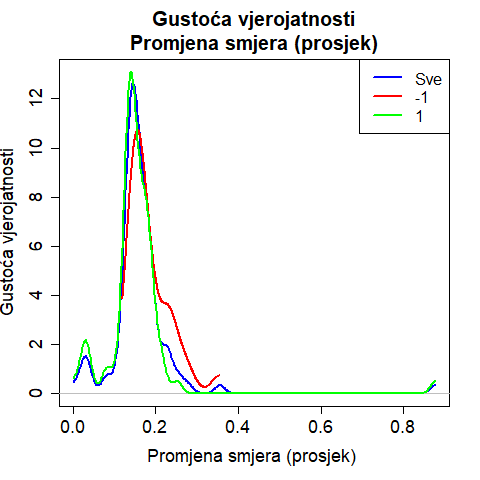 Gustoća vjerojatnosti
Promjena smjera (prosjek)
Sve
-1
1
Gustoća vjerojatnosti
12
10
8
6
4
2
0
0.0 0.2 0.4 0.6 0.8
Promjena smjera (prosjek)